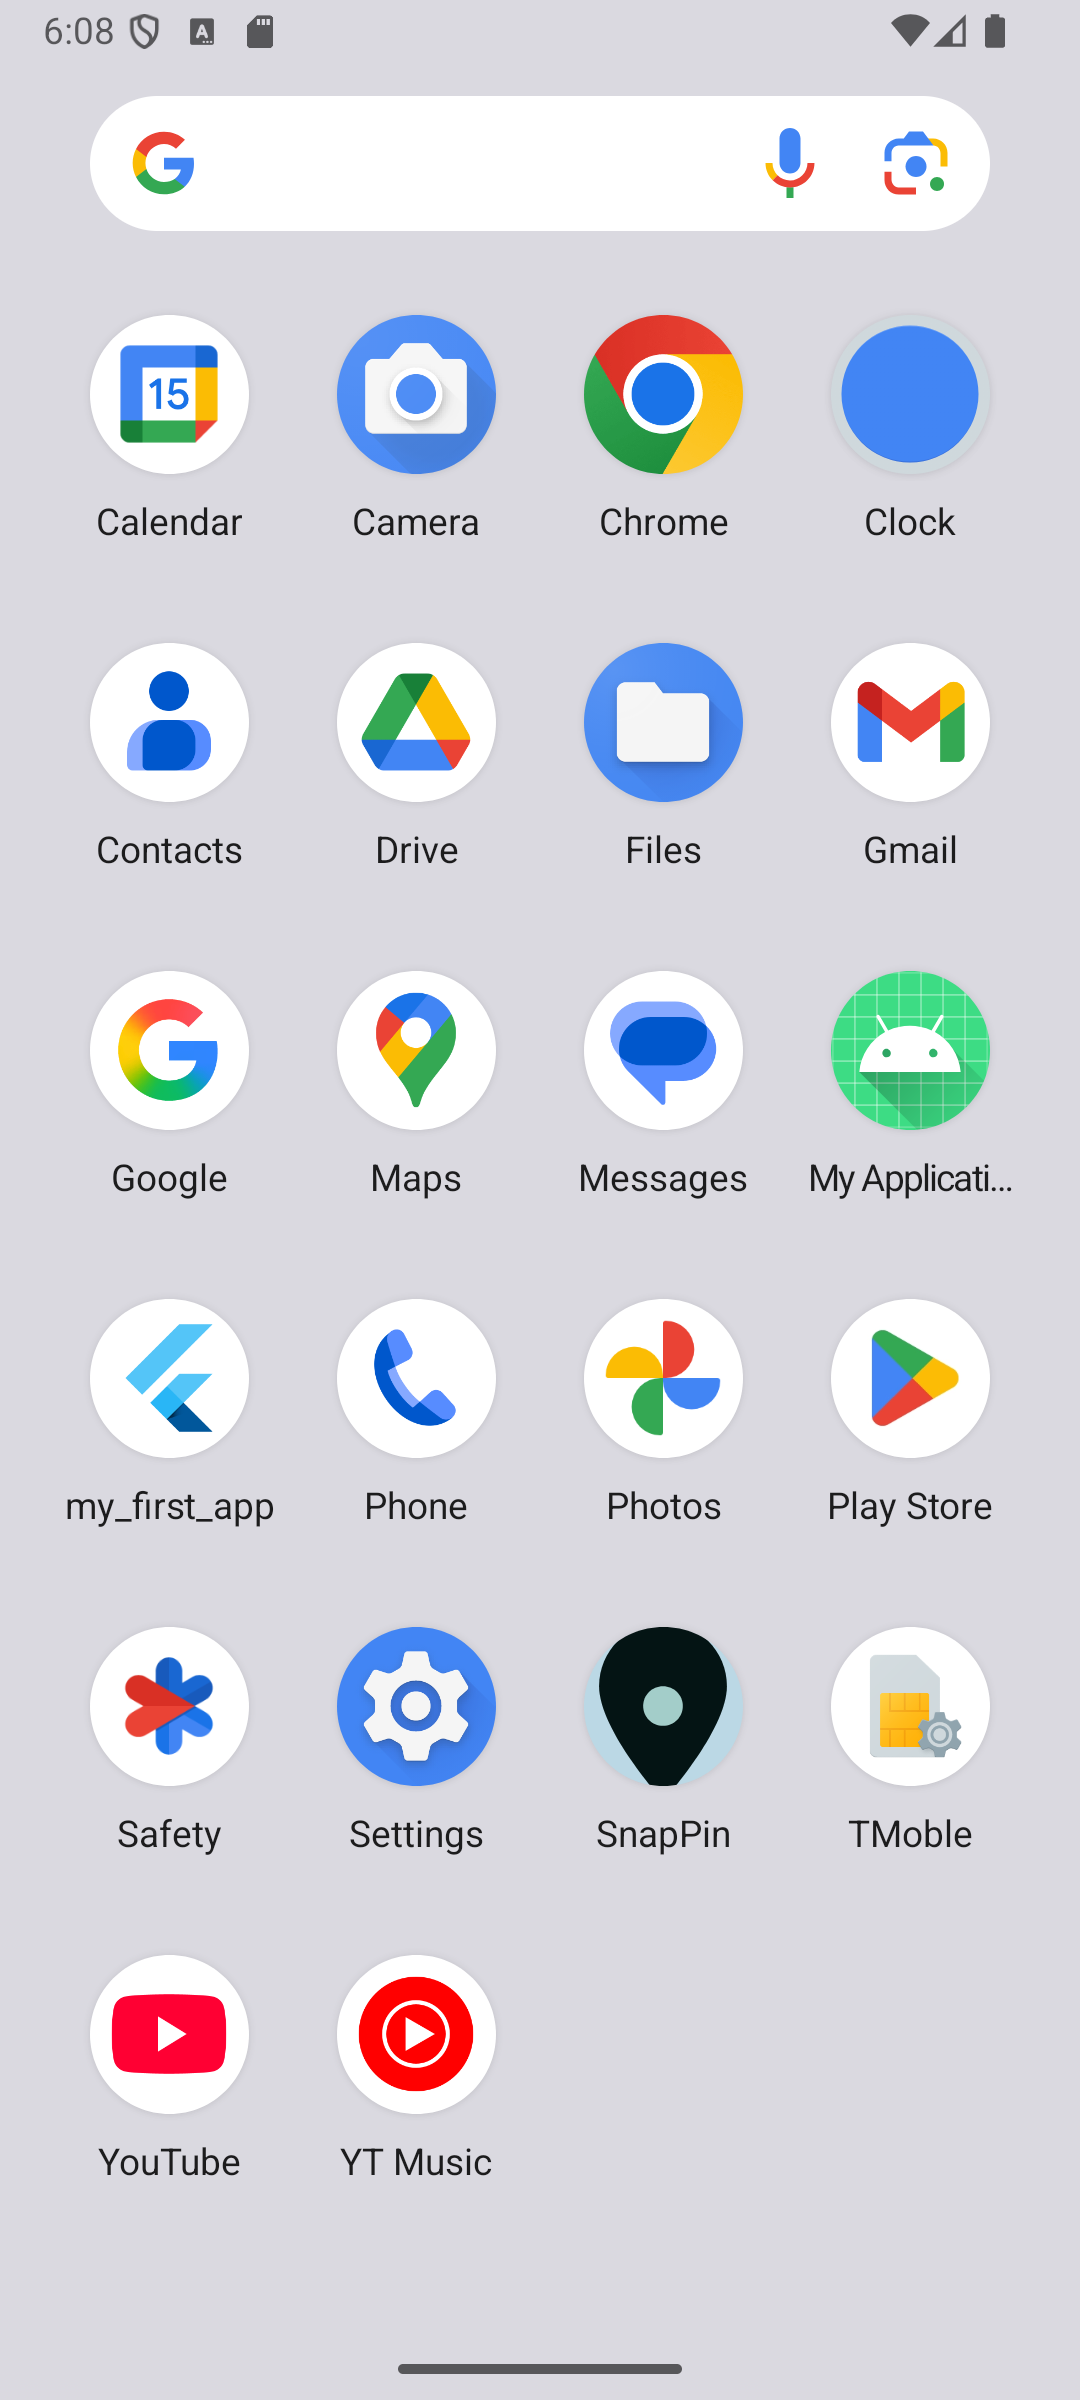 6:08
Calendar Camera Chrome Clock
Contacts Drive Files Gmail
Google Maps Messages My Applicati...
my_first_app Phone Photos Play Store
Safety Settings SnapPin TMoble
YouTube YT Music